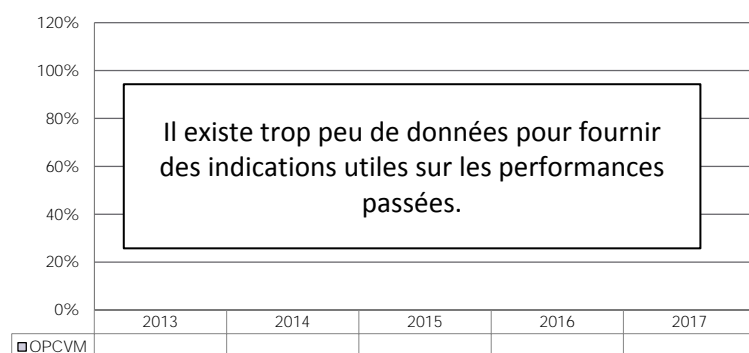 120%
100%
80%
60%
40%
20%
0%
Il existe trop peu de données pour fournir
des indications utiles sur les performances
passées.
2013 2014 2015 2016 2017
OPCVM